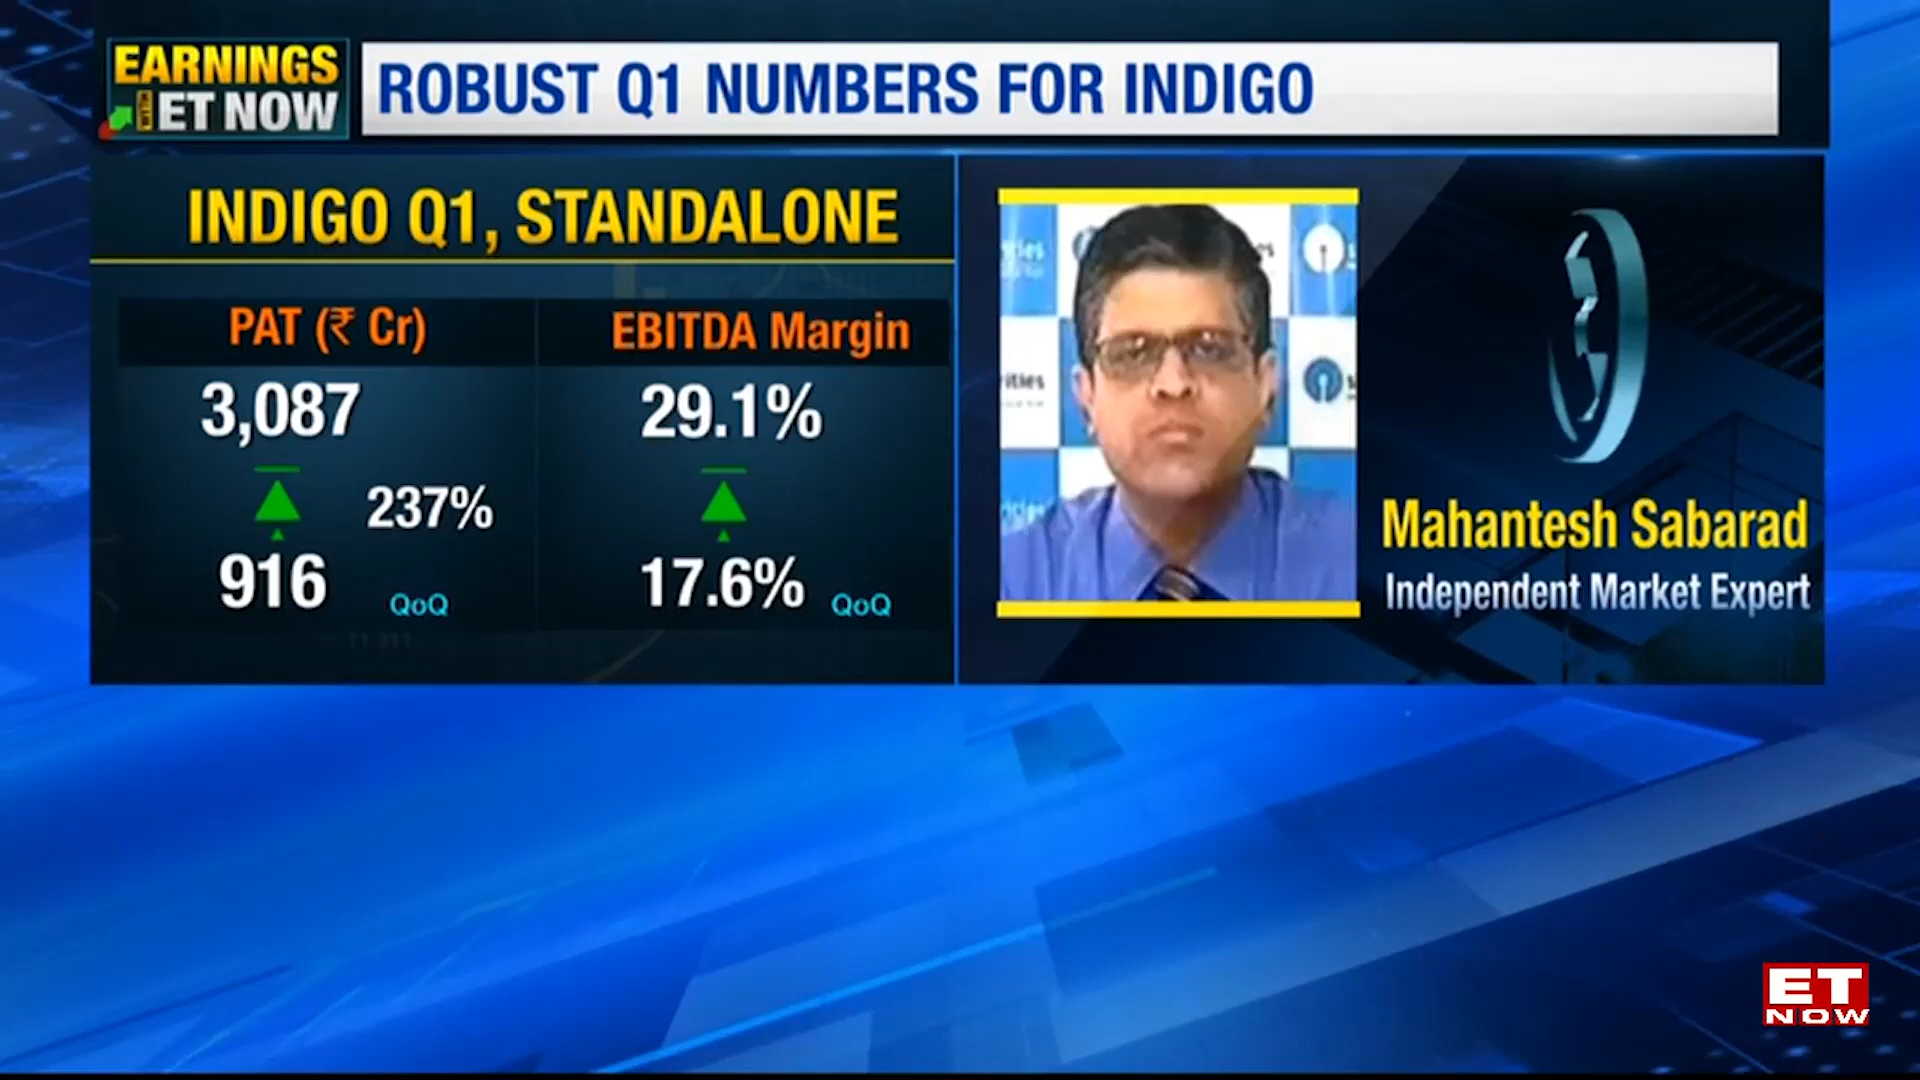 EARNINGS
WITH ET NOW
ROBUST Q1 NUMBERS FOR INDIGO
INDIGO Q1, STANDALONE
PAT (₹ Cr)
EBITDA Margin
3,087
29.1%
237%
916
QoQ
17.6%
QoQ
Mahantesh Sabarad
Independent Market Expert
ET
NOW